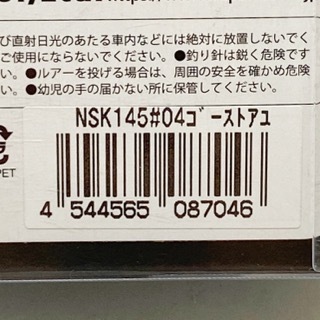 び直射日光のあたる車内などには絶対に放置しないでく
ご使用にならないでください。●釣り針は鋭く危険です
い。●ルアーを投げる場合は、周囲の安全を確かめ危険
●幼児の手の届かない所に保管してください。
NSK145#04ゴーストアユ
PET
4 544565 087046